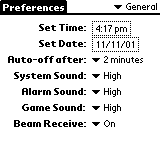 Preferences General
Set Time: 4:17 pm
Set Date: 11/11/01
Auto-off after: 2 minutes
System Sound: High
Alarm Sound: High
Game Sound: High
Beam Receive: On